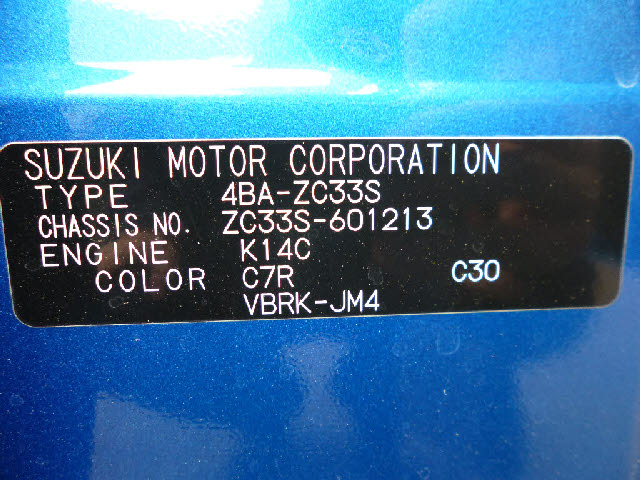 SUZUKI MOTOR CORPORATION
TYPE 4BA-ZC33S
CHASSIS NO. ZC33S-601213
ENGINE K14C
COLOR C7R C30
VBRK-JM4